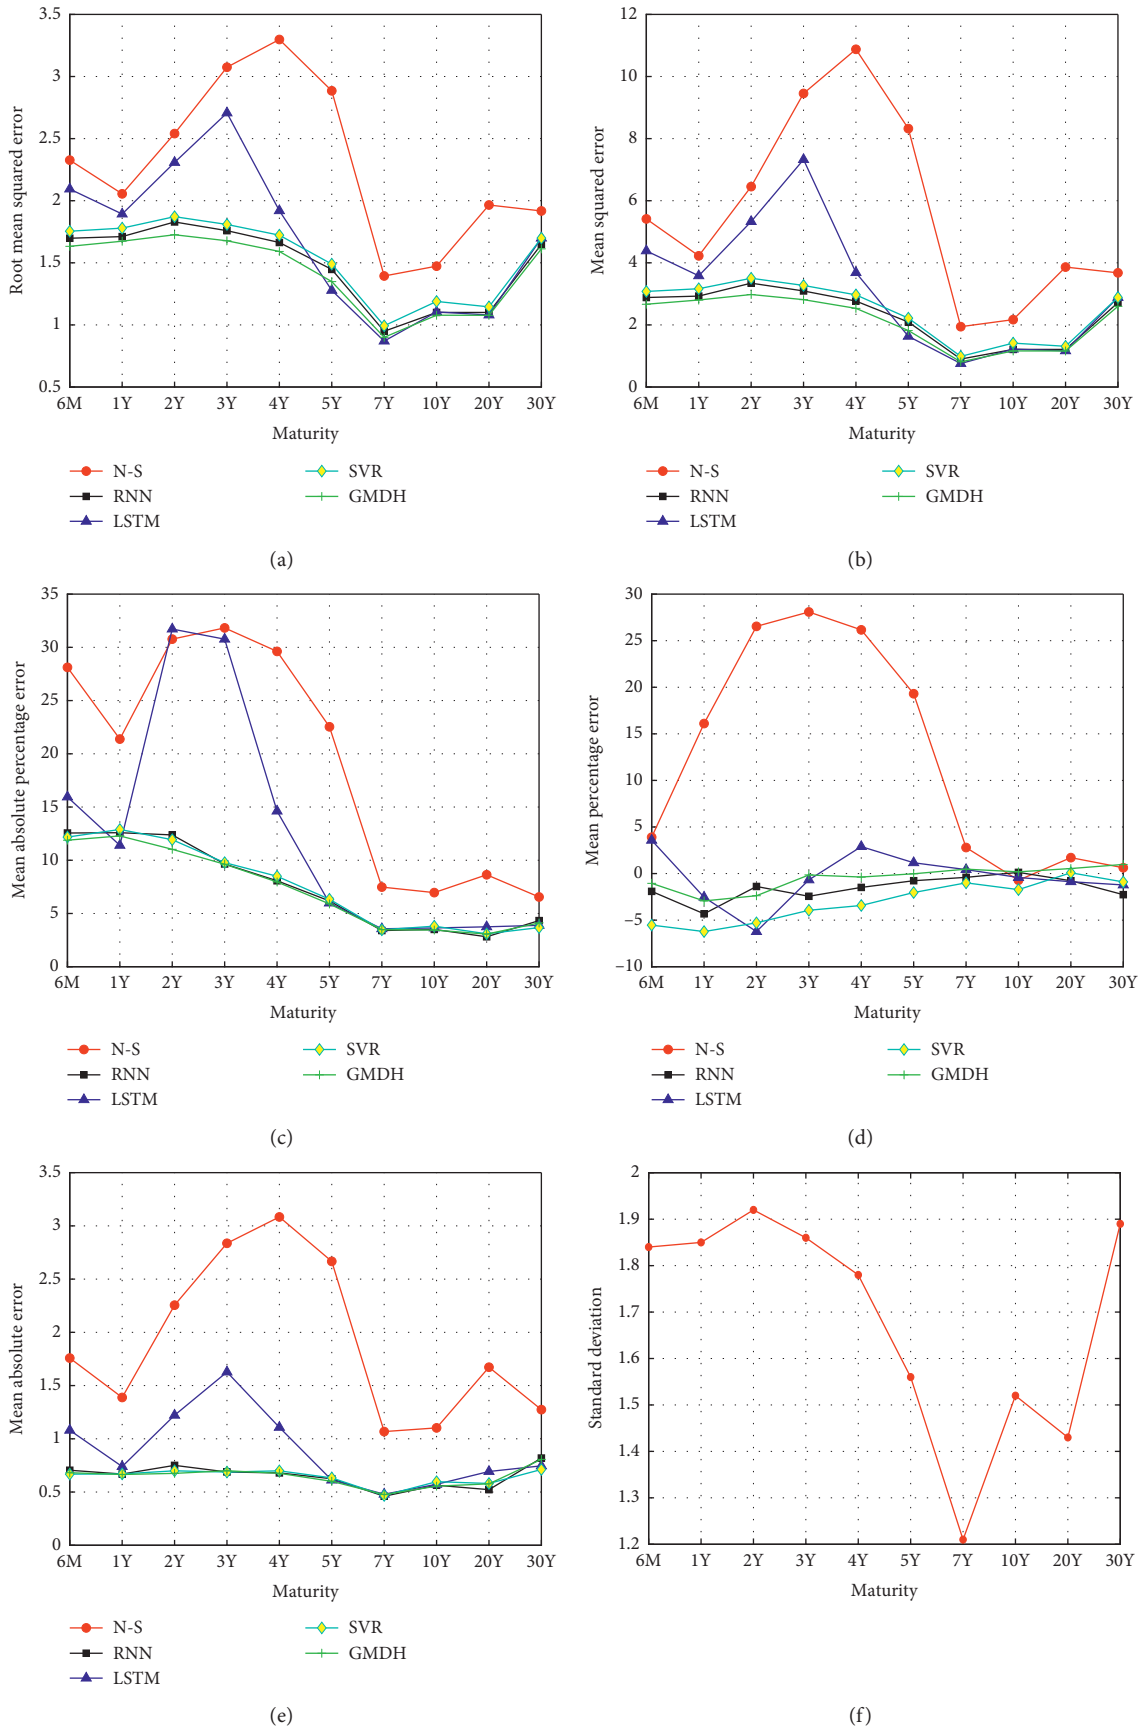 3.5
3
2.5
2
1.5
1
0.5
Root mean squared error
6M 1Y 2Y 3Y 4Y 5Y 7Y 10Y 20Y 30Y
Maturity
N-S
RNN
LSTM
SVR
GMDH
(a)
12
10
8
6
4
2
0
Mean squared error
6M 1Y 2Y 3Y 4Y 5Y 7Y 10Y 20Y 30Y
Maturity
N-S
RNN
LSTM
SVR
GMDH
(b)
35
30
25
20
15
10
5
0
Mean absolute percentage error
6M 1Y 2Y 3Y 4Y 5Y 7Y 10Y 20Y 30Y
Maturity
N-S
RNN
LSTM
SVR
GMDH
(c)
30
25
20
15
10
5
0
−5
−10
Mean percentage error
6M 1Y 2Y 3Y 4Y 5Y 7Y 10Y 20Y 30Y
Maturity
N-S
RNN
LSTM
SVR
GMDH
(d)
3.5
3
2.5
2
1.5
1
0.5
0
Mean absolute error
6M 1Y 2Y 3Y 4Y 5Y 7Y 10Y 20Y 30Y
Maturity
N-S
RNN
LSTM
SVR
GMDH
(e)
2
1.9
1.8
1.7
1.6
1.5
1.4
1.3
1.2
Standard deviation
6M 1Y 2Y 3Y 4Y 5Y 7Y 10Y 20Y 30Y
Maturity
(f)